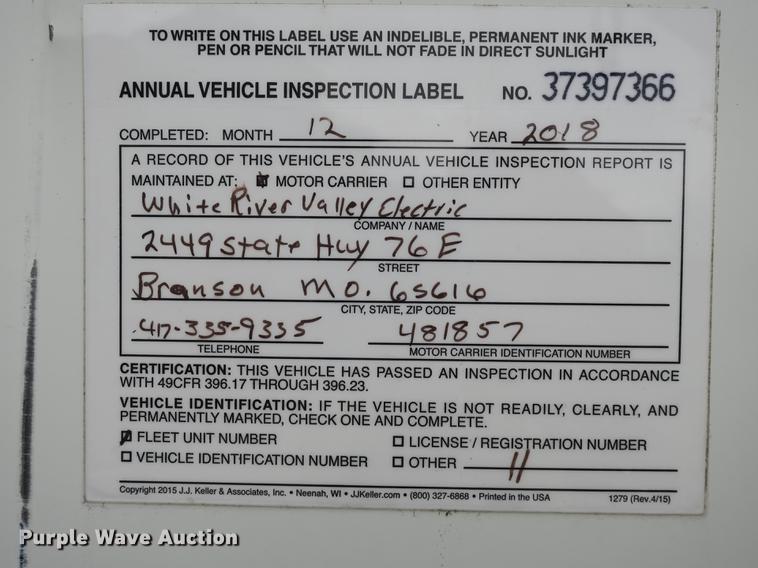 TO WRITE ON THIS LABEL USE AN INDELIBLE, PERMANENT INK MARKER,
PEN OR PENCIL THAT WILL NOT FADE IN DIRECT SUNLIGHT
ANNUAL VEHICLE INSPECTION LABEL NO. 37397366
COMPLETED: MONTH 12 YEAR 2018
A RECORD OF THIS VEHICLE'S ANNUAL VEHICLE INSPECTION REPORT IS
MAINTAINED AT: MOTOR CARRIER OTHER ENTITY
White River Valley Electric
COMPANY / NAME
2449 State Hwy 76 E
STREET
Branson MO. 65616
CITY, STATE, ZIP CODE
417-335-9335 481857
TELEPHONE MOTOR CARRIER IDENTIFICATION NUMBER
CERTIFICATION: THIS VEHICLE HAS PASSED AN INSPECTION IN ACCORDANCE
WITH 49CFR 396.17 THROUGH 396.23.
VEHICLE IDENTIFICATION: IF THE VEHICLE IS NOT READILY, CLEARLY, AND
PERMANENTLY MARKED, CHECK ONE AND COMPLETE.
FLEET UNIT NUMBER LICENSE / REGISTRATION NUMBER
VEHICLE IDENTIFICATION NUMBER OTHER 11
Copyright 2015 J.J. Keller & Associates, Inc. • Neenah, WI • JJKeller.com • (800) 327-6868 • Printed in the USA 1279 (Rev.4/15)
Purple Wave Auction